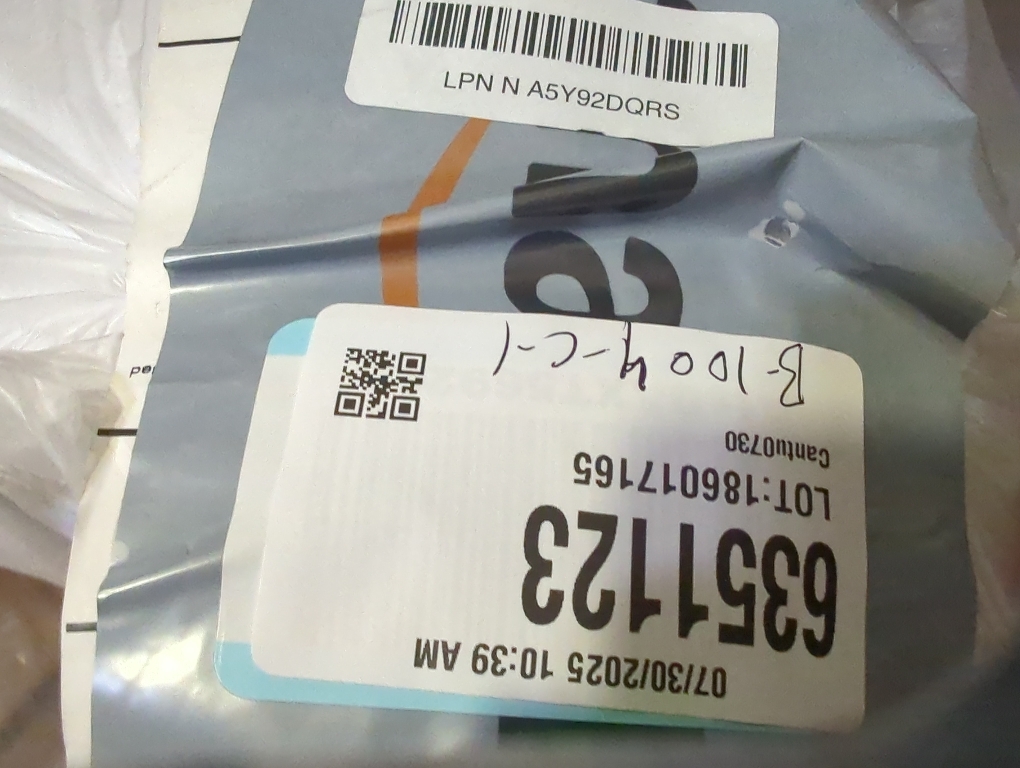 LPN N A5Y92DQRS
07/30/2025 10:39 AM
6351123
LOT:186017165
Cantu0730
B-1004-C-1